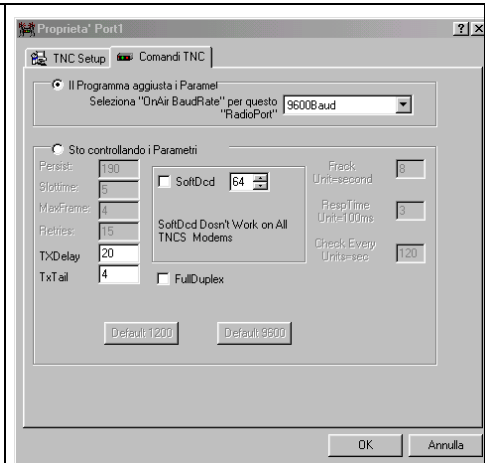 Proprieta' Port1
TNC Setup
Comandi TNC
Il Programma aggiusta i Paramel
Seleziona "OnAir BaudRate" per questo
"RadioPort"
9600Baud
Sto controllando i Parametri
Persist: 190
Slottime: 5
MaxFrame: 4
Retries: 15
TXDelay 20
TxTail 4
SoftDcd 64
SoftDcd Dosn't Work on All
TNCS Modems
FullDuplex
Frack
Unit=second 8
RespTime
Unit=100ms 3
Check Every
Units=sec 120
Default 1200
Default 9600
OK
Annulla